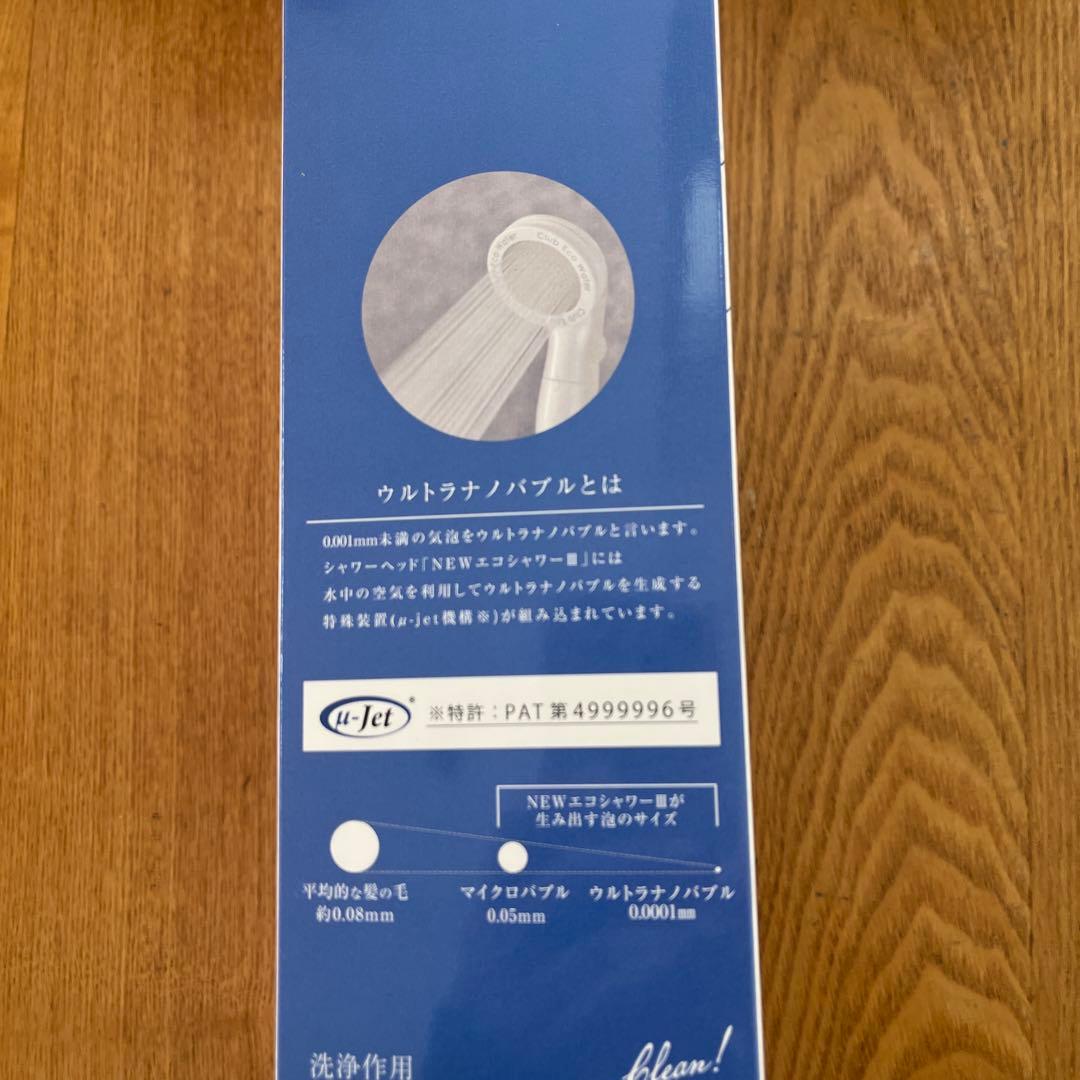 Club Eco Water
ウルトラナノバブルとは
0.001mm未満の気泡をウルトラナノバブルと言います。
シャワーヘッド「NEWエコシャワーⅢ」には
水中の空気を利用してウルトラナノバブルを生成する
特殊装置(μ-jet機構※)が組み込まれています。
μ-Jet®
※特許:PAT第4999996号
NEWエコシャワーⅢが
生み出す泡のサイズ
平均的な髪の毛
約0.08mm
マイクロバブル
0.05mm
ウルトラナノバブル
0.0001mm
洗浄作用
Clean!